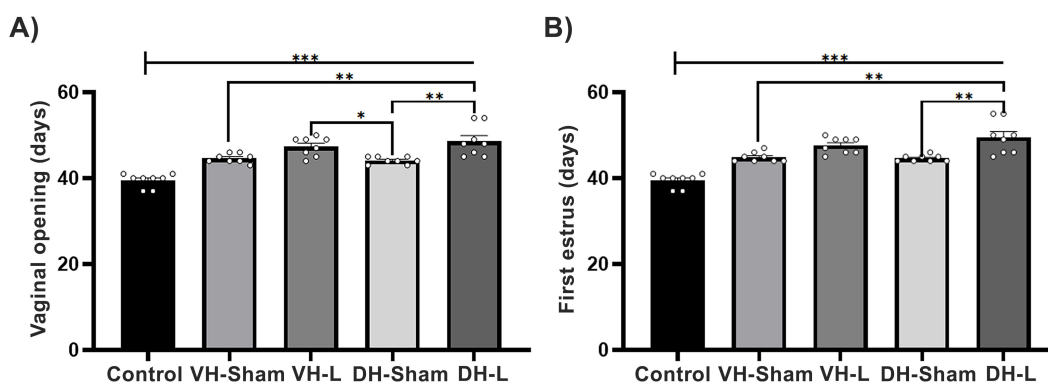 A)
***
**
**
*
Vaginal opening (days)
60
40
20
0
Control VH-Sham VH-L DH-Sham DH-L
B)
***
**
**
First estrus (days)
60
40
20
0
Control VH-Sham VH-L DH-Sham DH-L